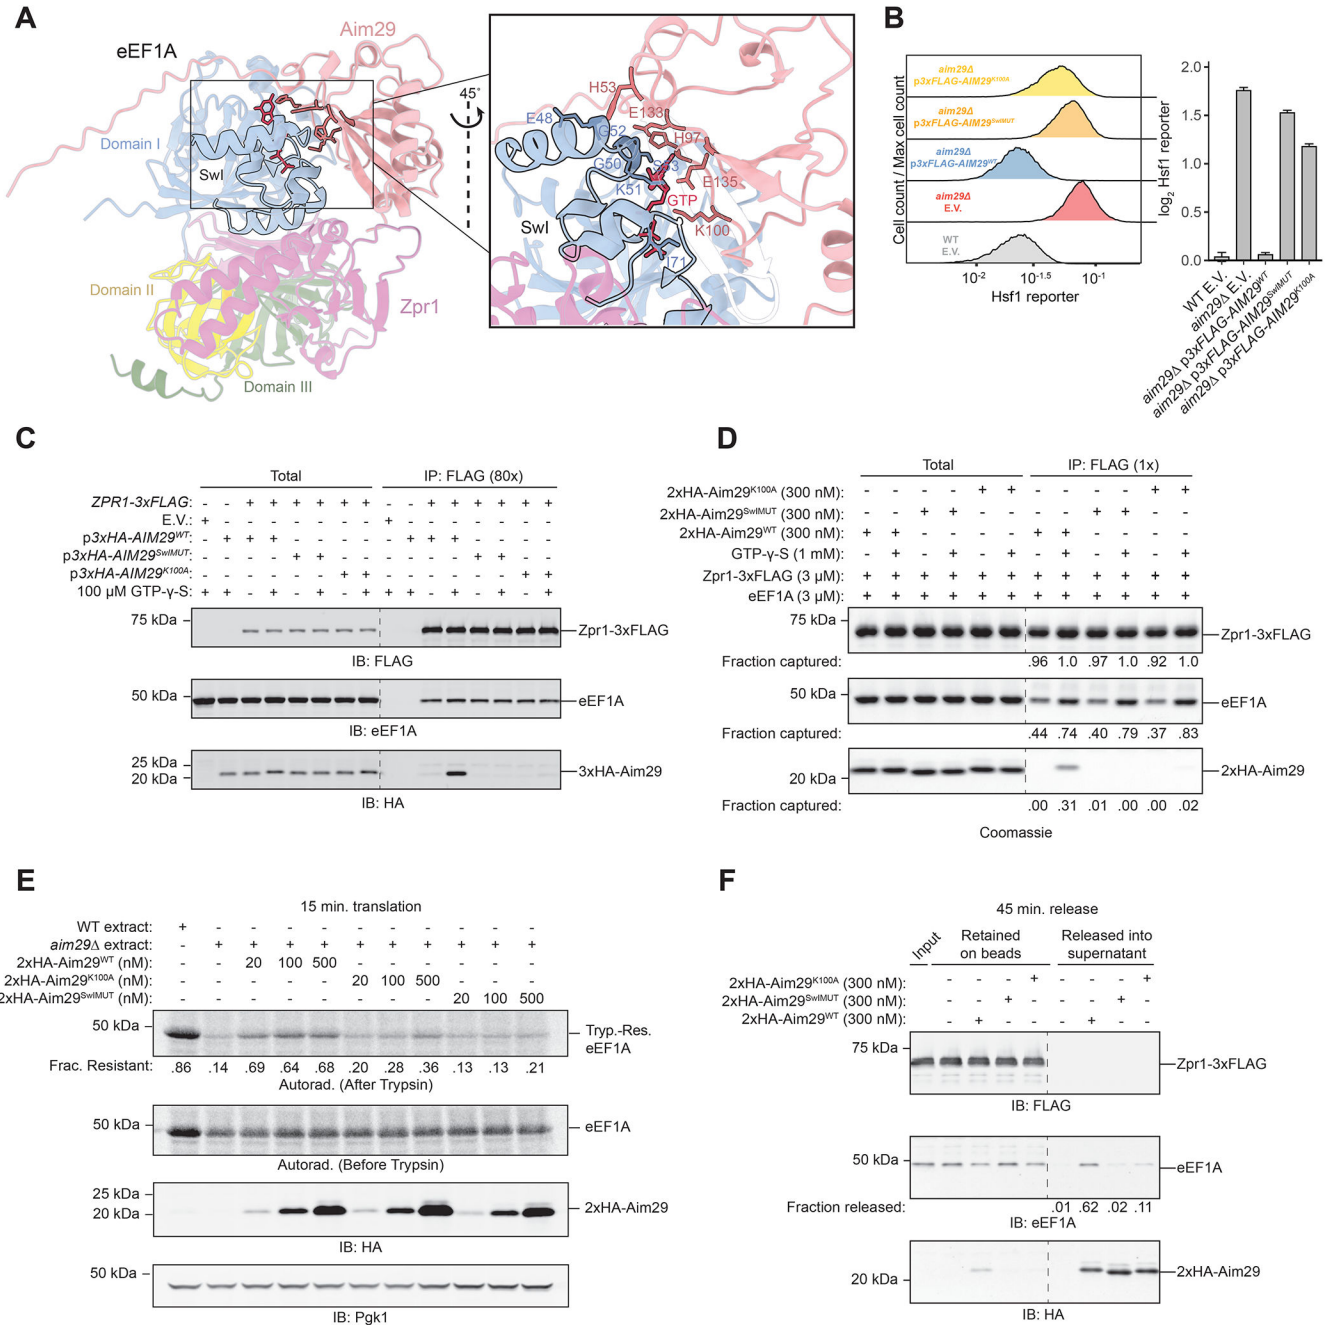 A
eEF1A
Aim29
Domain I
SwI
Domain II
Zpr1
Domain III
45°
H53
E48
E133
G52
H97
G50
S53
K51
E135
GTP
SwI
K100
I71
B
Cell count / Max cell count
aim29Δ
p3xFLAG-AIM29K100A
aim29Δ
p3xFLAG-AIM29SwIMUT
aim29Δ
p3xFLAG-AIM29WT
aim29Δ
E.V.
WT
E.V.
10-2
10-1.5
10-1
Hsf1 reporter
log2 Hsf1 reporter
2.0
1.5
1.0
0.5
0.0
WT E.V.
aim29Δ E.V.
aim29Δ p3xFLAG-AIM29WT
aim29Δ p3xFLAG-AIM29SwIMUT
aim29Δ p3xFLAG-AIM29K100A
C
Total IP: FLAG (80x)
ZPR1-3xFLAG: - - + + + + + + - - + + + + + +
E.V.: + - - - - - - - + - - - - - - -
p3xHA-AIM29WT: - + + + - - - - - + + + - - - -
p3xHA-AIM29SwIMUT: - - - - + + - - - - - - + + - -
p3xHA-AIM29K100A: - - - - - - + + - - - - - - + +
100 µM GTP-γ-S: + + - + - + - + + + - + - + - +
75 kDa
Zpr1-3xFLAG
IB: FLAG
50 kDa
eEF1A
IB: eEF1A
25 kDa
20 kDa
3xHA-Aim29
IB: HA
D
Total IP: FLAG (1x)
2xHA-Aim29K100A (300 nM): - - - - + + - - - - + +
2xHA-Aim29SwIMUT (300 nM): - - + + - - - - + + - -
2xHA-Aim29WT (300 nM): + + - - - - + + - - - -
GTP-γ-S (1 mM): - + - + - + - + - + - +
Zpr1-3xFLAG (3 µM): + + + + + + + + + + + +
eEF1A (3 µM): + + + + + + + + + + + +
75 kDa
Zpr1-3xFLAG
Fraction captured: .96 1.0 .97 1.0 .92 1.0
50 kDa
eEF1A
Fraction captured: .44 .74 .40 .79 .37 .83
20 kDa
2xHA-Aim29
Fraction captured: .00 .31 .01 .00 .00 .02
Coomassie
E
15 min. translation
WT extract: + - - - - - - - - - -
aim29Δ extract: - + + + + + + + + + +
2xHA-Aim29WT (nM): - - 20 100 500 - - - - - -
2xHA-Aim29K100A (nM): - - - - - 20 100 500 - - -
2xHA-Aim29SwIMUT (nM): - - - - - - - - 20 100 500
50 kDa
Tryp.-Res.
eEF1A
Frac. Resistant: .86 .14 .69 .64 .68 .20 .28 .36 .13 .13 .21
Autorad. (After Trypsin)
50 kDa
eEF1A
Autorad. (Before Trypsin)
25 kDa
20 kDa
2xHA-Aim29
IB: HA
50 kDa
IB: Pgk1
F
45 min. release
Input
Retained
on beads
Released into
supernatant
2xHA-Aim29K100A (300 nM): - - - + - - - +
2xHA-Aim29SwIMUT (300 nM): - - + - - - + -
2xHA-Aim29WT (300 nM): - + - - - + - -
75 kDa
Zpr1-3xFLAG
IB: FLAG
50 kDa
eEF1A
Fraction released: .01 .62 .02 .11
IB: eEF1A
20 kDa
2xHA-Aim29
IB: HA